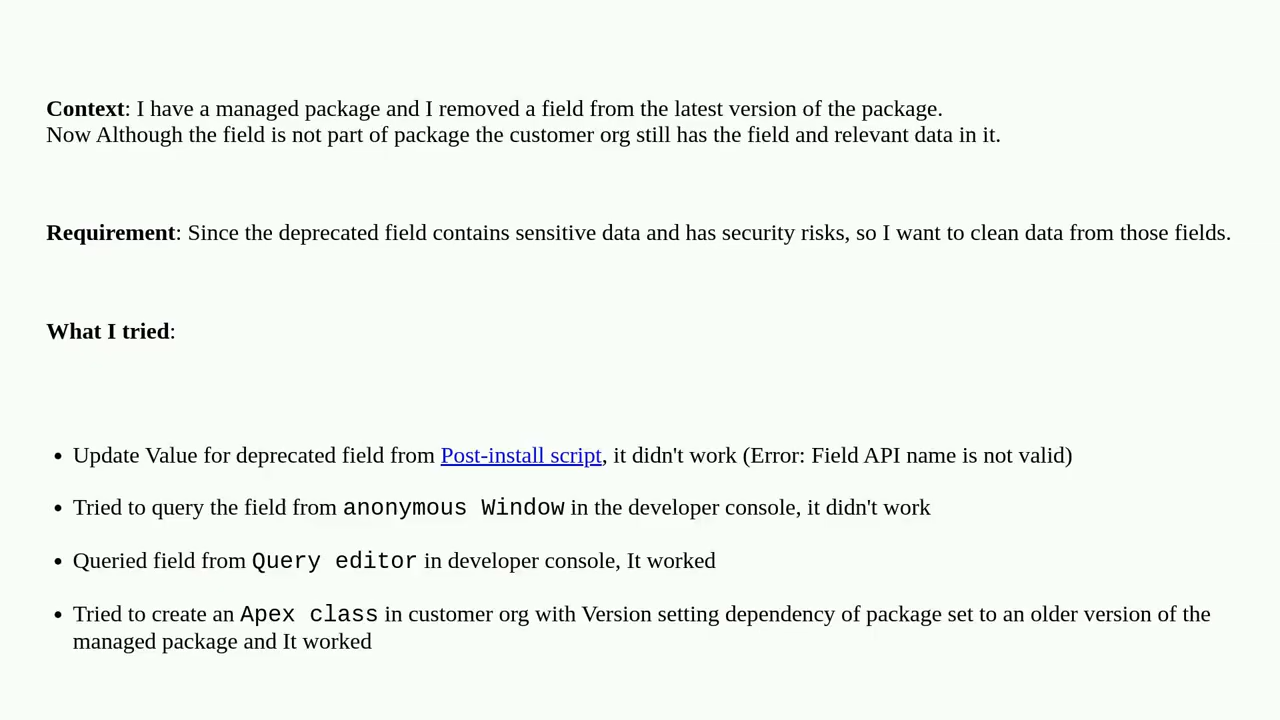 Context: I have a managed package and I removed a field from the latest version of the package.
Now Although the field is not part of package the customer org still has the field and relevant data in it.
Requirement: Since the deprecated field contains sensitive data and has security risks, so I want to clean data from those fields.
What I tried:
• Update Value for deprecated field from Post-install script, it didn't work (Error: Field API name is not valid)
• Tried to query the field from anonymous Window in the developer console, it didn't work
• Queried field from Query editor in developer console, It worked
• Tried to create an Apex class in customer org with Version setting dependency of package set to an older version of the
managed package and It worked